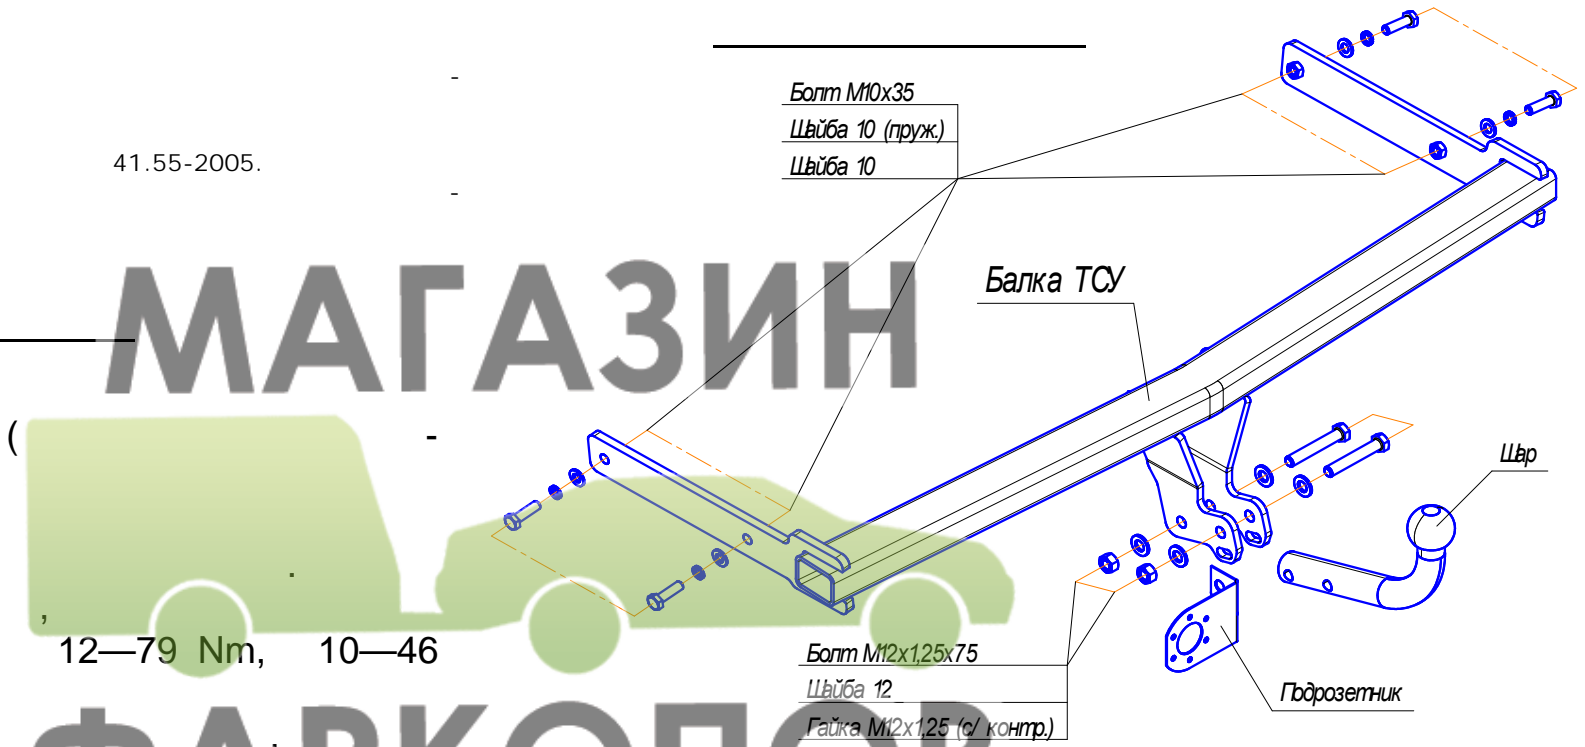 -
41.55-2005.
-
Болт М10х35
Шайба 10 (пруж.)
Шайба 10
Балка ТСУ
МАГАЗИН
(
-
Шар
.
,
12—79 Nm, 10—46
Болт М12х1,25х75
Шайба 12
Гайка М12х1,25 (с/ контр.)
Подрозетник
ФАРКОПОВ